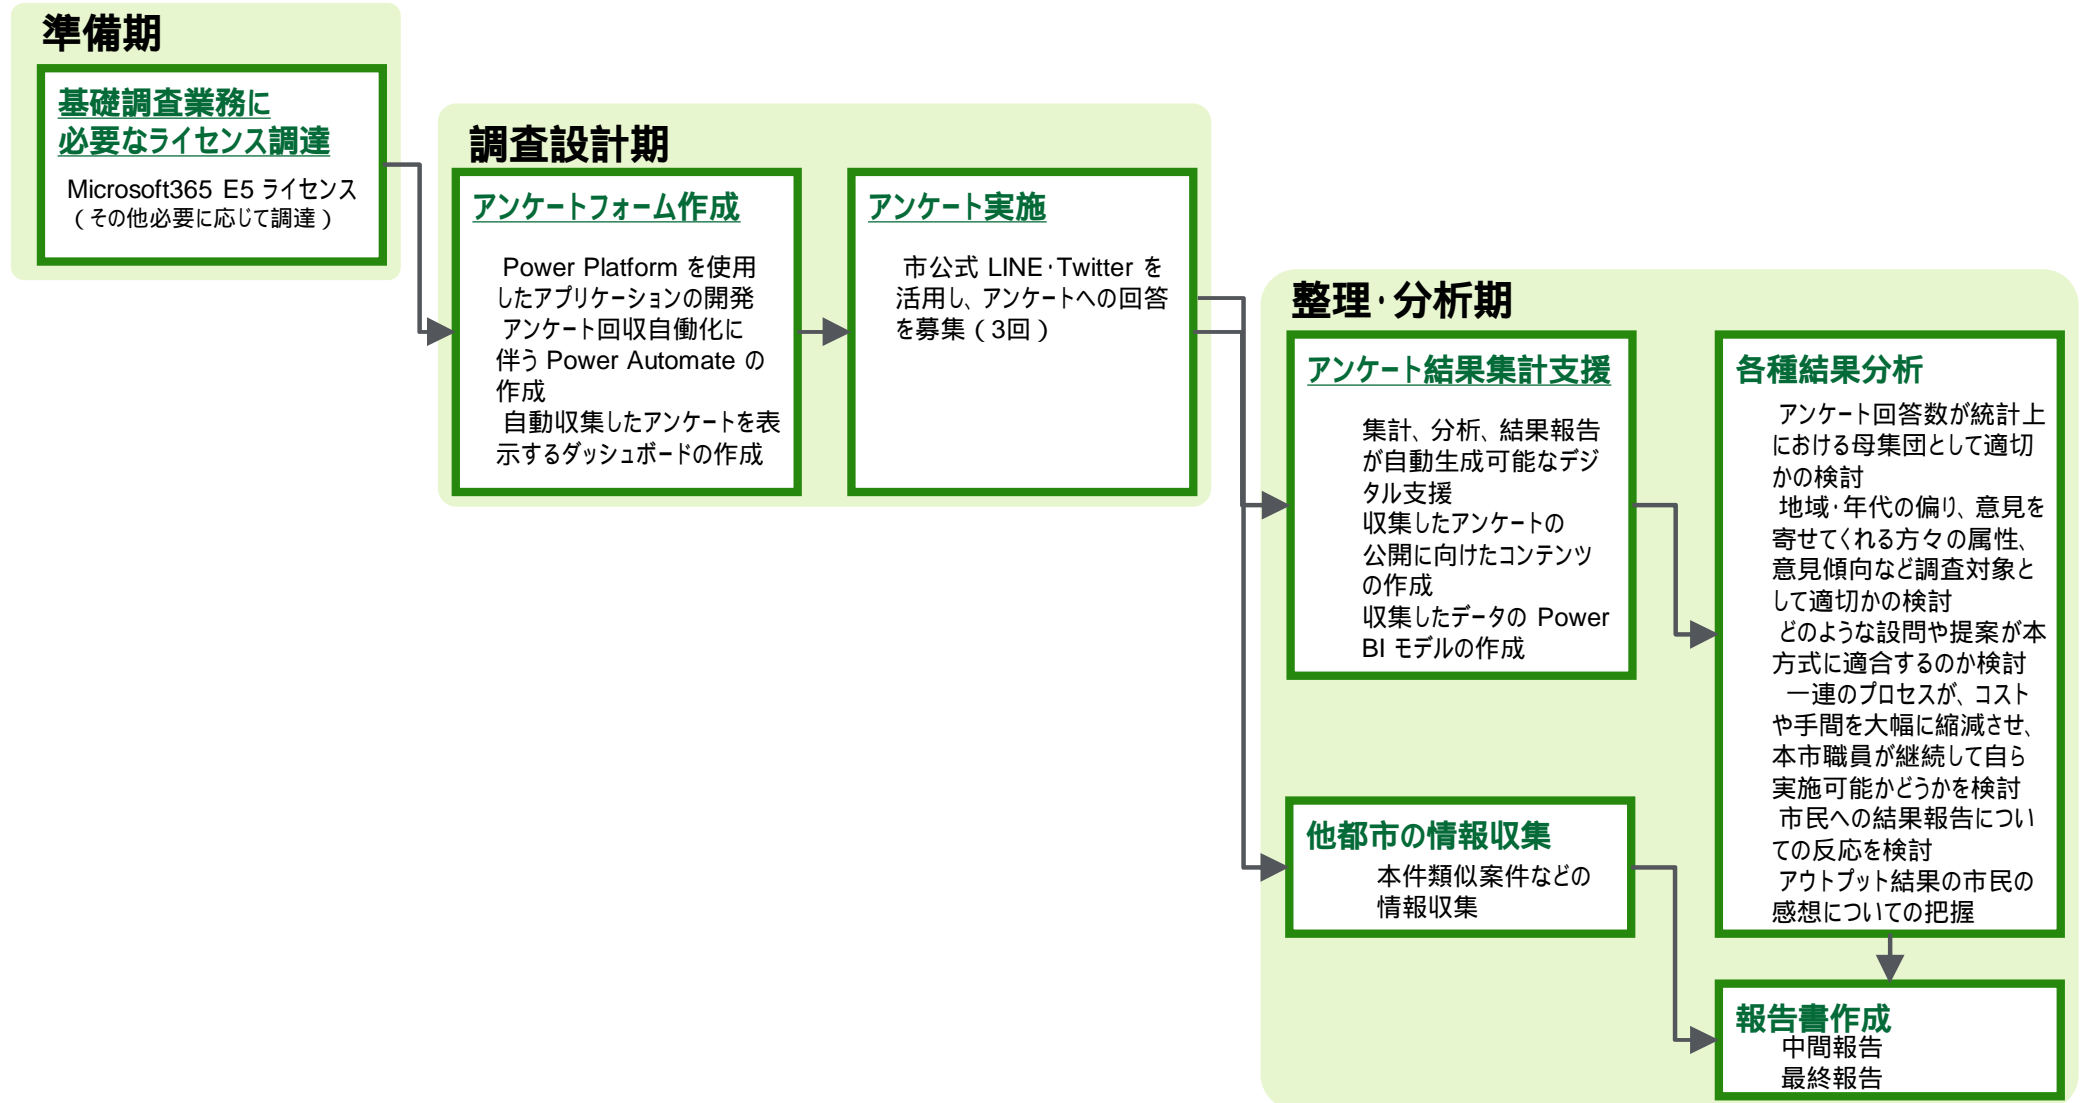 準備期
基礎調査業務に
必要なライセンス調達
Microsoft365 E5 ライセンス
（その他必要に応じて調達）
調査設計期
アンケートフォーム作成
Power Platform を使用
したアプリケーションの開発
アンケート回収自働化に
伴う Power Automate の
作成
自動収集したアンケートを表
示するダッシュボードの作成
アンケート実施
市公式 LINE・Twitter を
活用し、アンケートへの回答
を募集（3回）
整理・分析期
アンケート結果集計支援
集計、分析、結果報告
が自動生成可能なデジ
タル支援
収集したアンケートの
公開に向けたコンテンツ
の作成
収集したデータの Power
BI モデルの作成
他都市の情報収集
本件類似案件などの
情報収集
各種結果分析
アンケート回答数が統計上
における母集団として適切
かの検討
地域・年代の偏り、意見を
寄せてくれる方々の属性、
意見傾向など調査対象と
して適切かの検討
どのような設問や提案が本
方式に適合するのか検討
一連のプロセスが、コスト
や手間を大幅に縮減させ、
本市職員が継続して自ら
実施可能かどうかを検討
市民への結果報告につい
ての反応を検討
アウトプット結果の市民の
感想についての把握
報告書作成
中間報告
最終報告